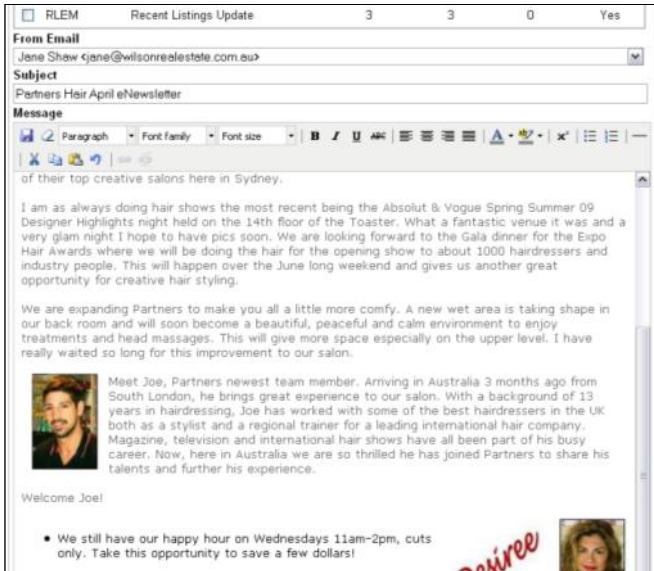 RLEM Recent Listings Update 3 3 0 Yes
From Email
Jane Shaw <jane@wilsonrealestate.com.au>
Subject
Partners Hair April eNewsletter
Message
Paragraph Font family Font size B I U ABC A ab x²
of their top creative salons here in Sydney.
I am as always doing hair shows the most recent being the Absolut & Vogue Spring Summer 09
Designer Highlights night held on the 14th floor of the Toaster. What a fantastic venue it was and a
very glam night I hope to have pics soon. We are looking forward to the Gala dinner for the Expo
Hair Awards where we will be doing the hair for the opening show to about 1000 hairdressers and
industry people. This will happen over the June long weekend and gives us another great
opportunity for creative hair styling.
We are expanding Partners to make you all a little more comfy. A new wet area is taking shape in
our back room and will soon become a beautiful, peaceful and calm environment to enjoy
treatments and head massages. This will give more space especially on the upper level. I have
really waited so long for this improvement to our salon.
Meet Joe, Partners newest team member. Arriving in Australia 3 months ago from
South London, he brings great experience to our salon. With a background of 13
years in hairdressing, Joe has worked with some of the best hairdressers in the UK
both as a stylist and a regional trainer for a leading international hair company.
Magazine, television and international hair shows have all been part of his busy
career. Now, here in Australia we are so thrilled he has joined Partners to share his
talents and further his experience.
Welcome Joe!
• We still have our happy hour on Wednesdays 11am-2pm, cuts
only. Take this opportunity to save a few dollars!
Desiree